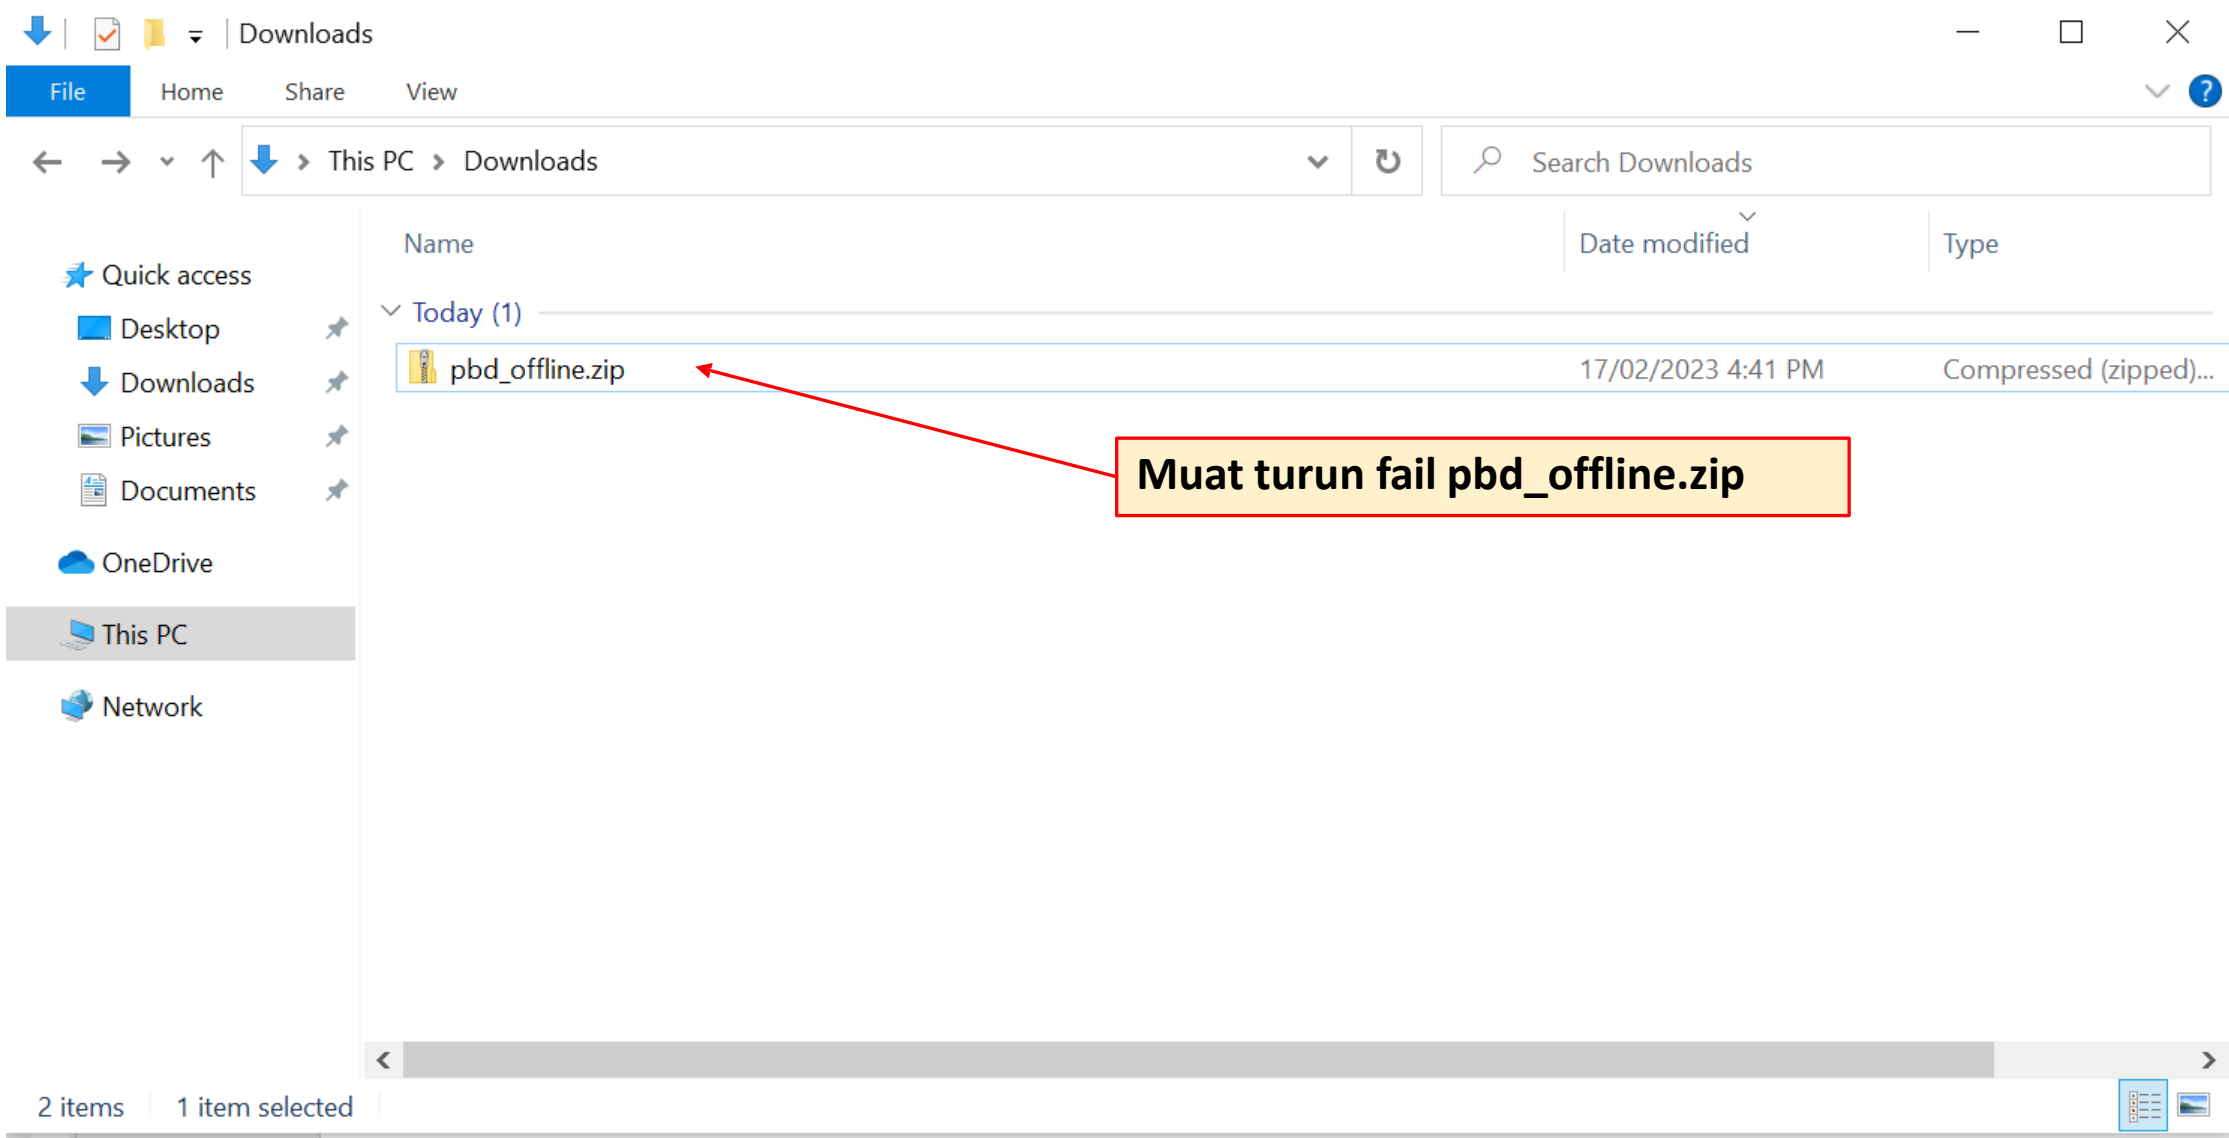 Downloads
File Home Share View
This PC Downloads
Search Downloads
Name Date modified Type
Quick access
Desktop
Downloads
Pictures
Documents
OneDrive
This PC
Network
Today (1)
pbd_offline.zip 17/02/2023 4:41 PM Compressed (zipped)...
Muat turun fail pbd_offline.zip
2 items 1 item selected